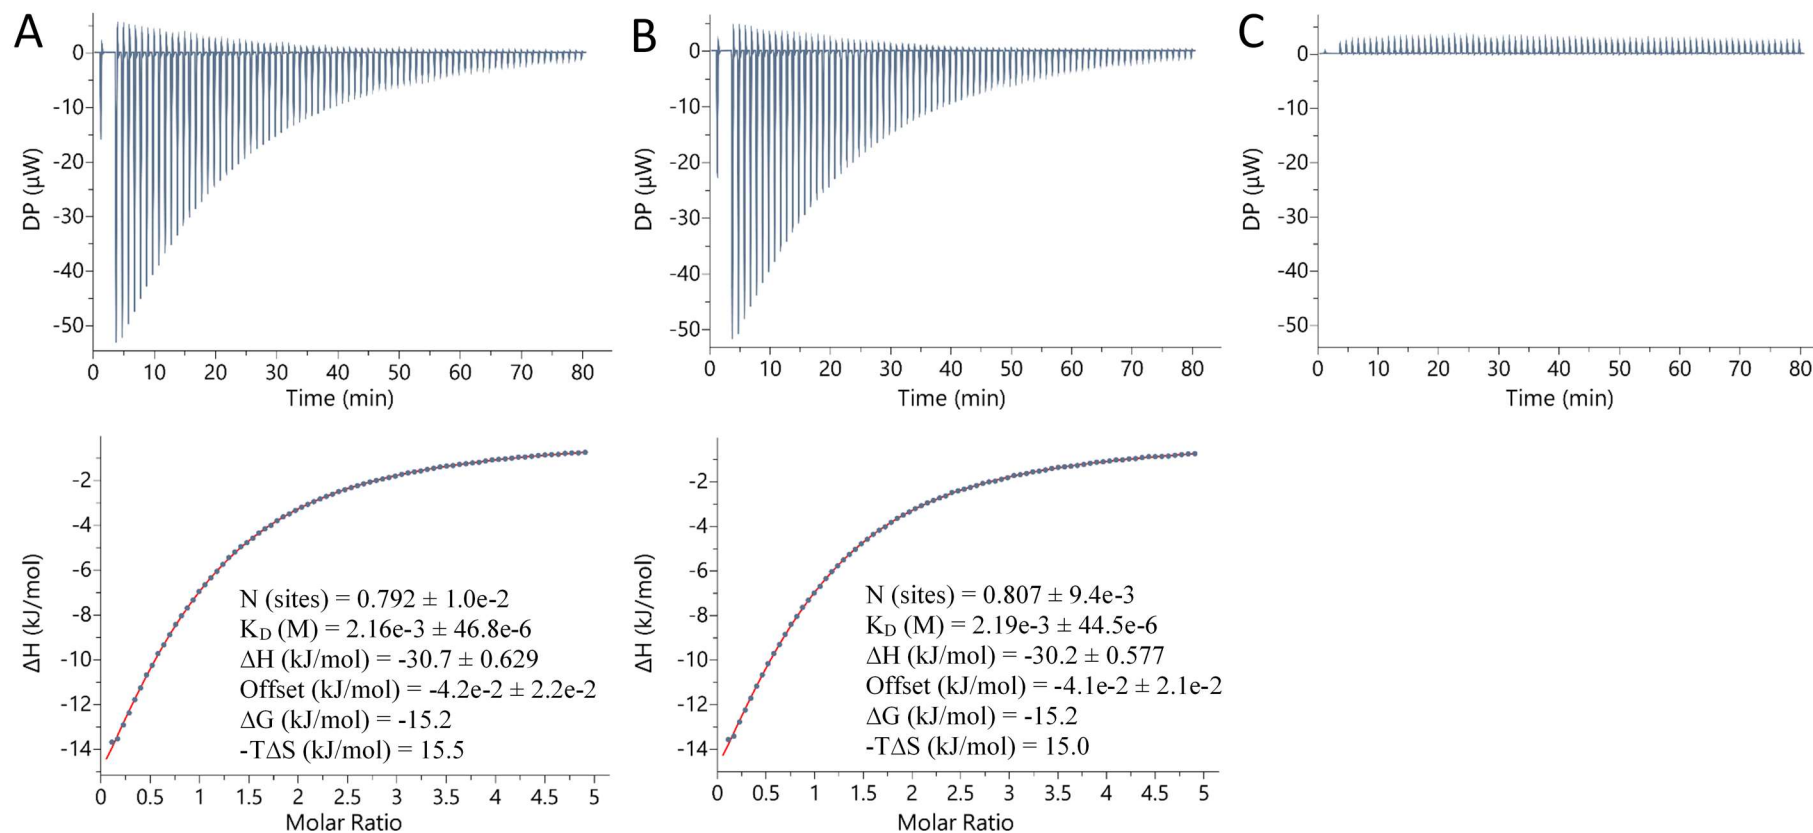 A
0
-10
-20
-30
-40
-50
DP (µW)
0 10 20 30 40 50 60 70 80
Time (min)
-2
-4
-6
-8
-10
-12
-14
ΔH (kJ/mol)
N (sites) = 0.792 ± 1.0e-2
K_D (M) = 2.16e-3 ± 46.8e-6
ΔH (kJ/mol) = -30.7 ± 0.629
Offset (kJ/mol) = -4.2e-2 ± 2.2e-2
ΔG (kJ/mol) = -15.2
-TΔS (kJ/mol) = 15.5
0 0.5 1 1.5 2 2.5 3 3.5 4 4.5 5
Molar Ratio
B
0
-10
-20
-30
-40
-50
DP (µW)
0 10 20 30 40 50 60 70 80
Time (min)
-2
-4
-6
-8
-10
-12
-14
ΔH (kJ/mol)
N (sites) = 0.807 ± 9.4e-3
K_D (M) = 2.19e-3 ± 44.5e-6
ΔH (kJ/mol) = -30.2 ± 0.577
Offset (kJ/mol) = -4.1e-2 ± 2.1e-2
ΔG (kJ/mol) = -15.2
-TΔS (kJ/mol) = 15.0
0 0.5 1 1.5 2 2.5 3 3.5 4 4.5 5
Molar Ratio
C
0
-10
-20
-30
-40
-50
DP (µW)
0 10 20 30 40 50 60 70 80
Time (min)